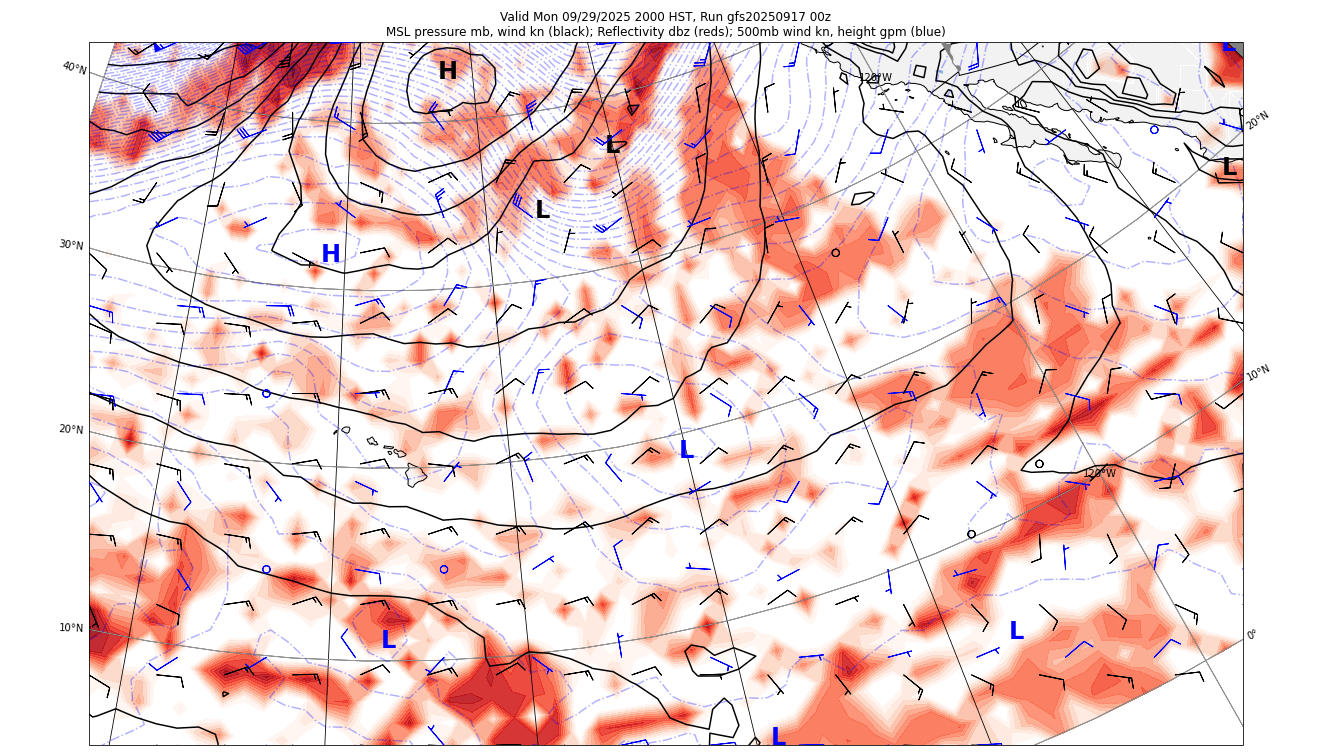 Valid Mon 09/29/2025 2000 HST, Run gfs20250917 00z
MSL pressure mb, wind kn (black); Reflectivity dbz (reds); 500mb wind kn, height gpm (blue)
L
40°N
H
120°W
20°N
L
L
L
30°N
H
10°N
20°N
L
120°W
10°N
L
L
0°
L